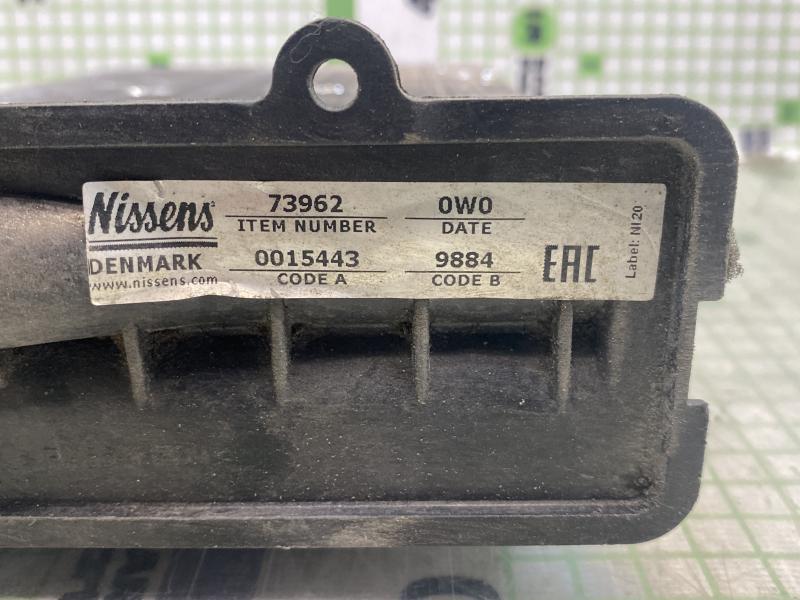 Nissens
DENMARK
www.nissens.com
73962
ITEM NUMBER
0W0
DATE
0015443
CODE A
9884
CODE B
EAC
Label: NI20